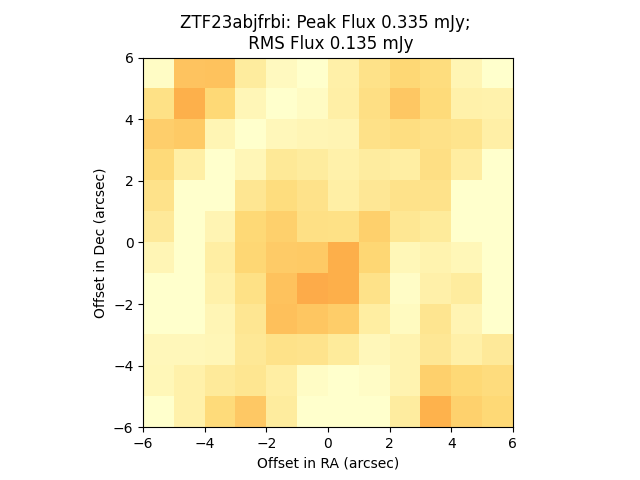 ZTF23abjfrbi: Peak Flux 0.335 mJy;
RMS Flux 0.135 mJy
6
4
2
0
−2
−4
−6
Offset in Dec (arcsec)
−6 −4 −2 0 2 4 6
Offset in RA (arcsec)